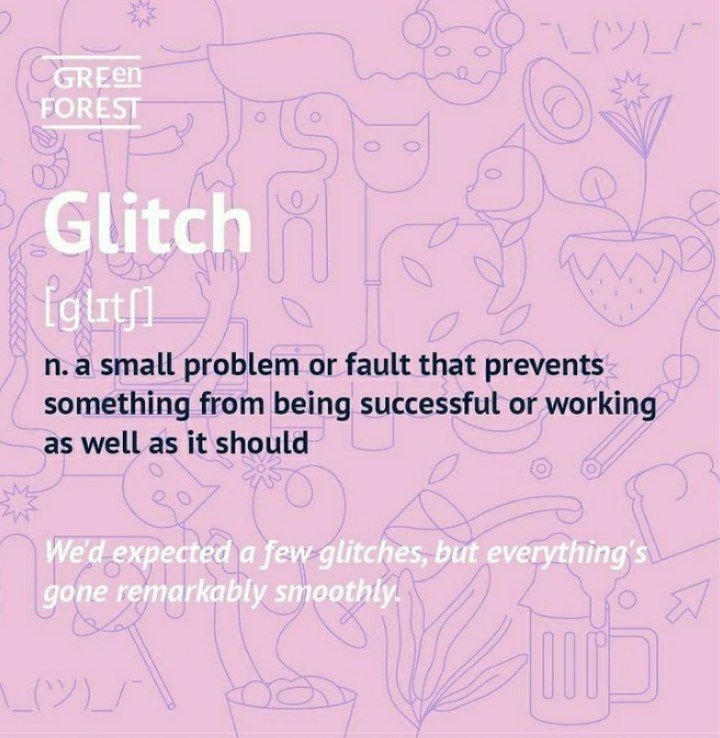 ¯\_(ツ)_/¯
GREen
FOREST
Glitch
[glɪtʃ]
n. a small problem or fault that prevents
something from being successful or working
as well as it should
We'd expected a few glitches, but everything's
gone remarkably smoothly.
¯\_(ツ)_/¯